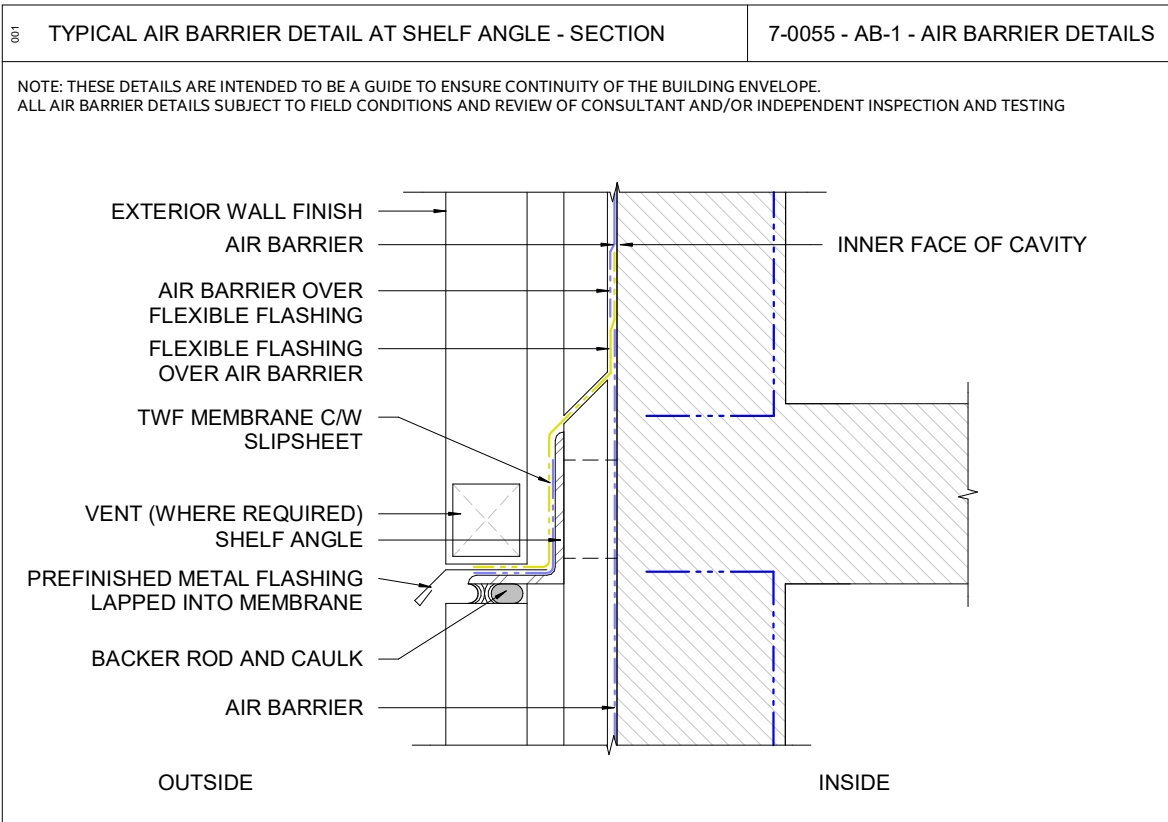 001
TYPICAL AIR BARRIER DETAIL AT SHELF ANGLE - SECTION
7-0055 - AB-1 - AIR BARRIER DETAILS
NOTE: THESE DETAILS ARE INTENDED TO BE A GUIDE TO ENSURE CONTINUITY OF THE BUILDING ENVELOPE.
ALL AIR BARRIER DETAILS SUBJECT TO FIELD CONDITIONS AND REVIEW OF CONSULTANT AND/OR INDEPENDENT INSPECTION AND TESTING
EXTERIOR WALL FINISH
AIR BARRIER
INNER FACE OF CAVITY
AIR BARRIER OVER
FLEXIBLE FLASHING
FLEXIBLE FLASHING
OVER AIR BARRIER
TWF MEMBRANE C/W
SLIPSHEET
VENT (WHERE REQUIRED)
SHELF ANGLE
PREFINISHED METAL FLASHING
LAPPED INTO MEMBRANE
BACKER ROD AND CAULK
AIR BARRIER
OUTSIDE
INSIDE